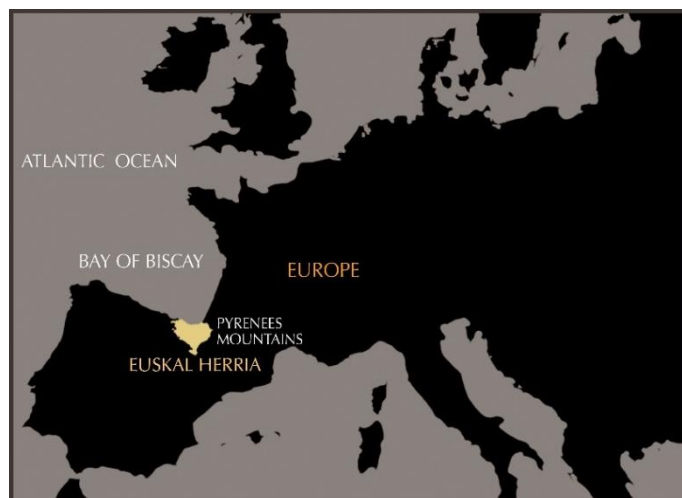 ATLANTIC OCEAN
BAY OF BISCAY
EUROPE
PYRENEES
MOUNTAINS
EUSKAL HERRIA